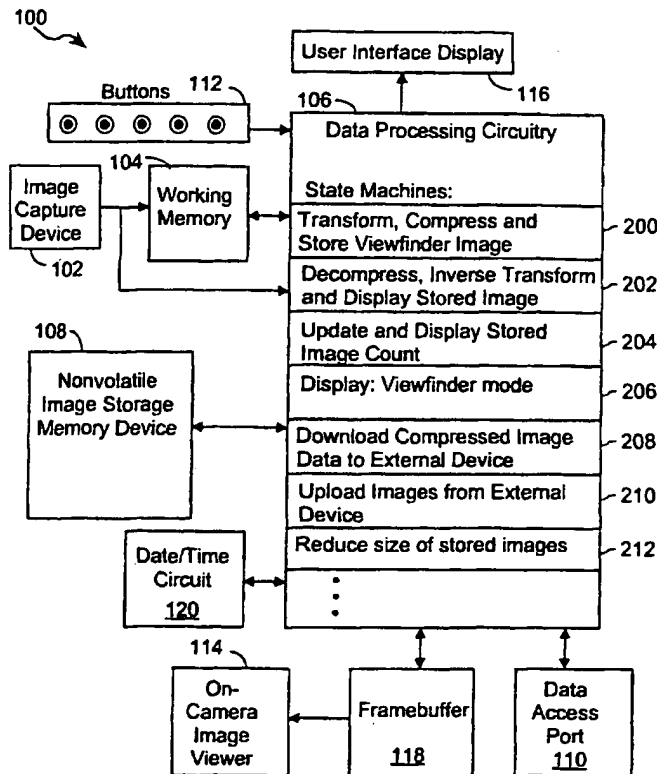 100
User Interface Display
116
Buttons
112
106
Data Processing Circuitry
104
Image
Capture
Device
102
Working
Memory
State Machines:
Transform, Compress and
Store Viewfinder Image
200
Decompress, Inverse Transform
and Display Stored Image
202
Update and Display Stored
Image Count
204
108
Nonvolatile
Image Storage
Memory Device
Display: Viewfinder mode
206
Download Compressed Image
Data to External Device
208
Upload Images from External
Device
210
Reduce size of stored images
212
Date/Time
Circuit
120
114
On-
Camera
Image
Viewer
Framebuffer
118
Data
Access
Port
110